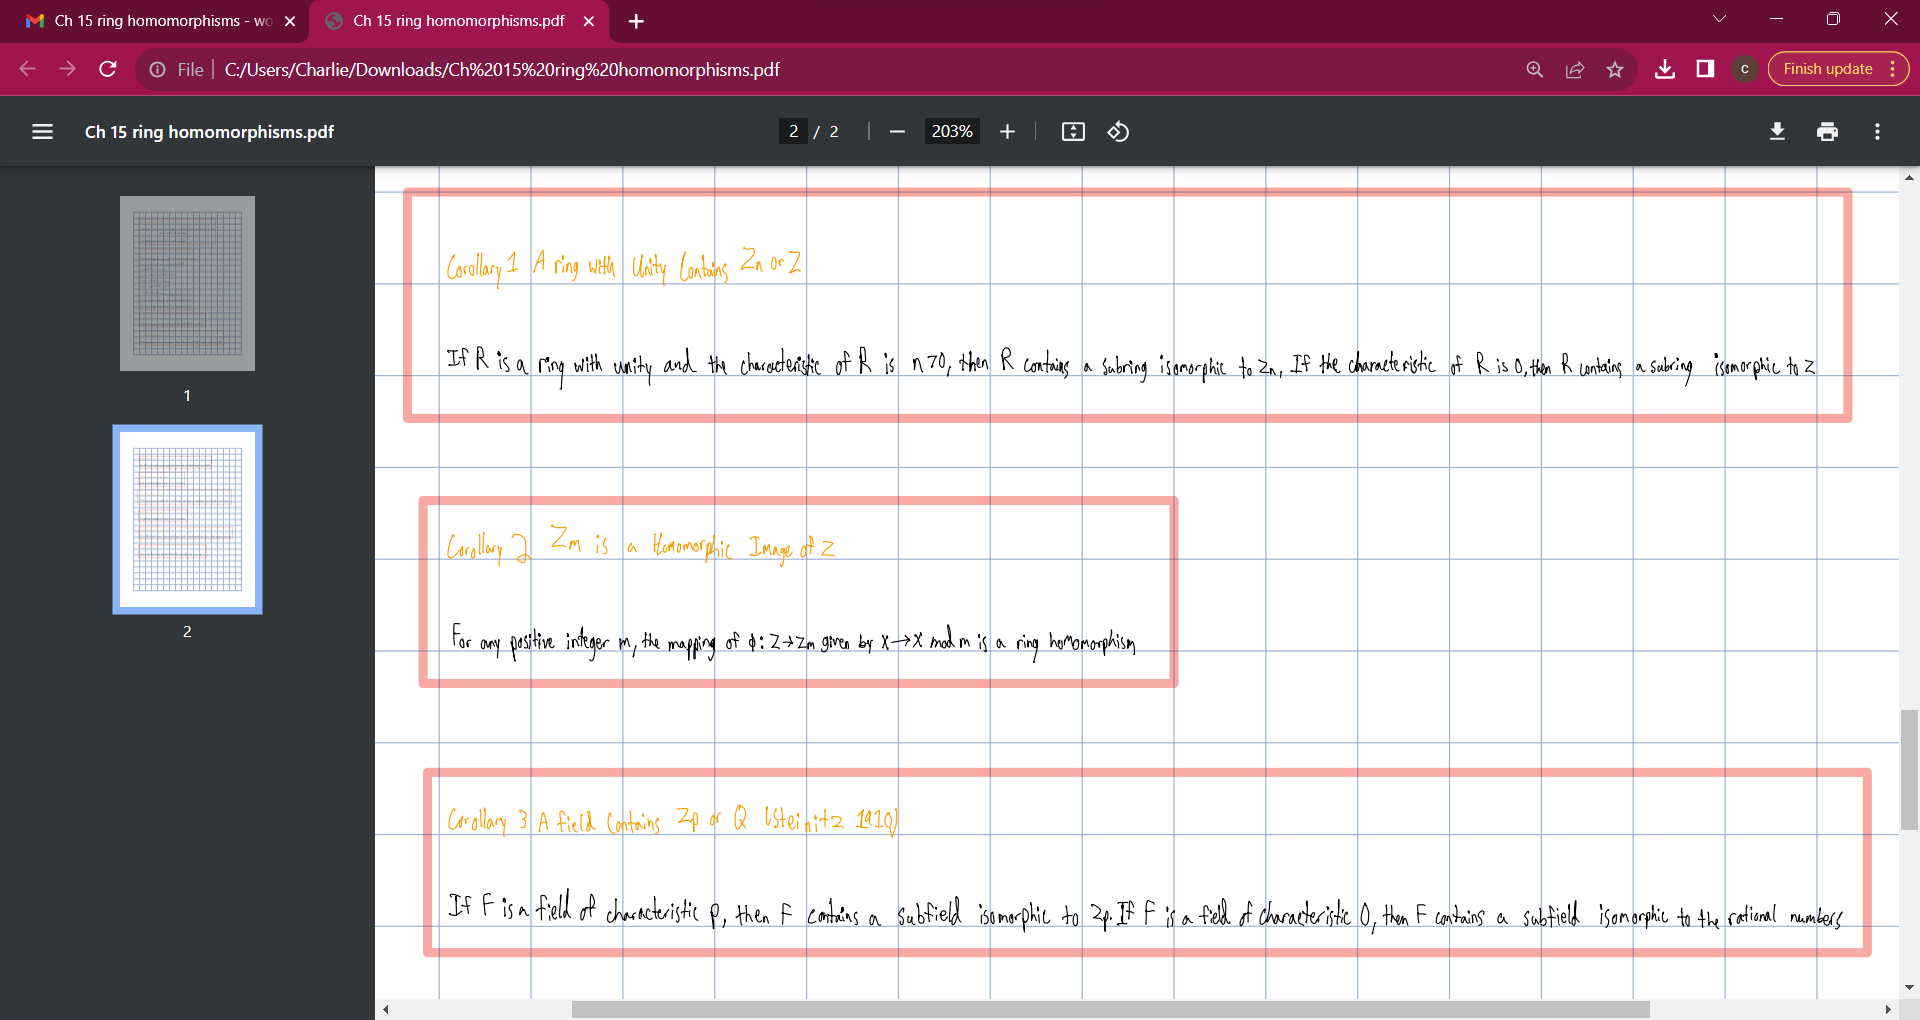 Ch 15 ring homomorphisms - wo
Ch 15 ring homomorphisms.pdf
File | C:/Users/Charlie/Downloads/Ch%2015%20ring%20homomorphisms.pdf
C
Finish update
Ch 15 ring homomorphisms.pdf
2 / 2
203%
Corollary 1 A ring with Unity Contains Zn or Z
If R is a ring with unity and the characteristic of R is n>0, then R contains a subring isomorphic to Zn, If the characteristic of R is 0, then R contains a subring isomorphic to Z
1
Corollary 2 Zm is a Homomorphic Image of Z
For any positive integer m, the mapping of ϕ: Z→Zm given by X→X mod m is a ring homomorphism
2
Corollary 3 A field Contains Zp or Q (Steinitz 1910)
If F is a field of characteristic p, then F contains a subfield isomorphic to Zp. If F is a field of characteristic 0, then F contains a subfield isomorphic to the rational numbers